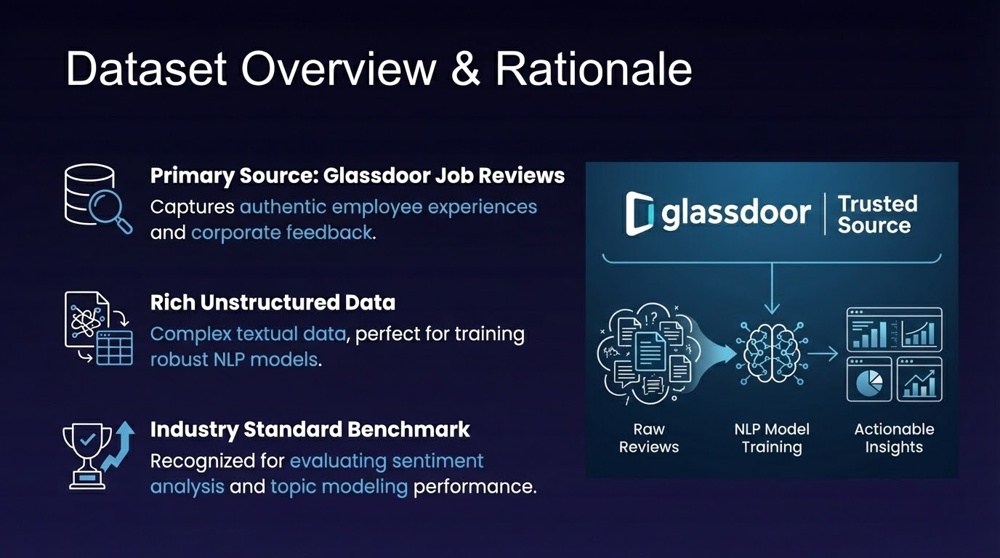 Dataset Overview & Rationale
Primary Source: Glassdoor Job Reviews
Captures authentic employee experiences
and corporate feedback.
Rich Unstructured Data
Complex textual data, perfect for training
robust NLP models.
Industry Standard Benchmark
Recognized for evaluating sentiment
analysis and topic modeling performance.
glassdoor
Trusted
Source
!?
Raw
Reviews
NLP Model
Training
Actionable
Insights